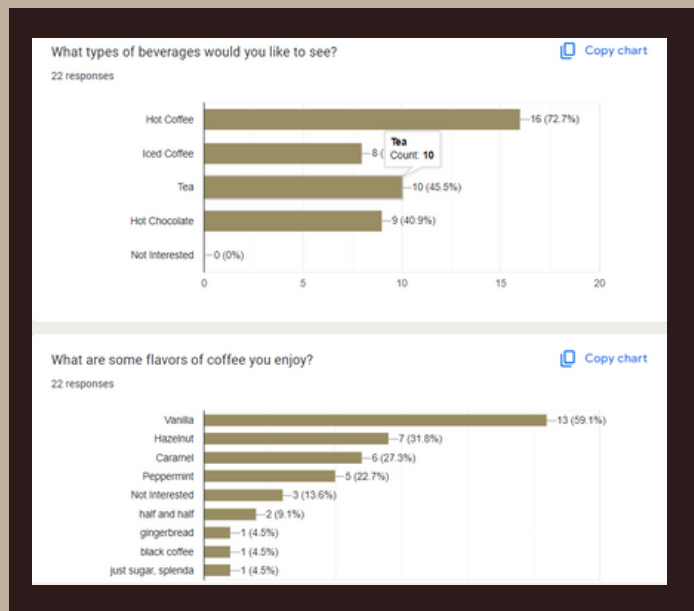 What types of beverages would you like to see?
Copy chart
22 responses
Hot Coffee
16 (72.7%)
Iced Coffee
8 (
Tea
Count: 10
Tea
10 (45.5%)
Hot Chocolate
9 (40.9%)
Not Interested
0 (0%)
0 5 10 15 20
What are some flavors of coffee you enjoy?
Copy chart
22 responses
Vanilla
13 (59.1%)
Hazelnut
7 (31.8%)
Caramel
6 (27.3%)
Peppermint
5 (22.7%)
Not Interested
3 (13.6%)
half and half
2 (9.1%)
gingerbread
1 (4.5%)
black coffee
1 (4.5%)
just sugar, splenda
1 (4.5%)